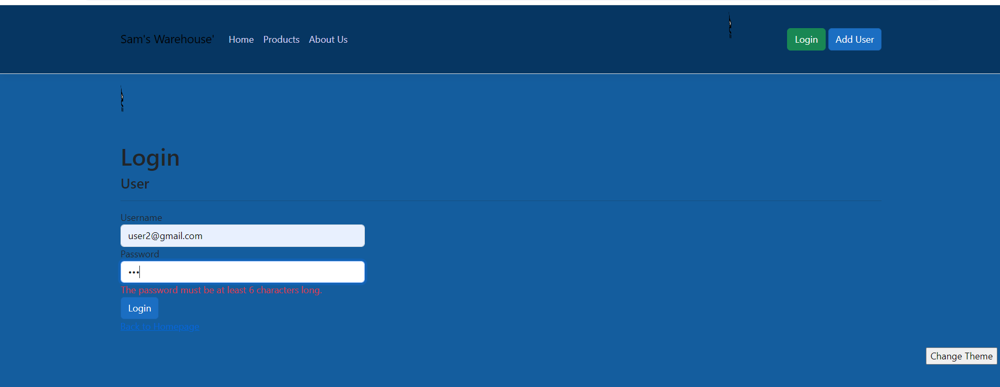 Sam's Warehouse' Home Products About Us Login Add User
Login
User
Username
user2@gmail.com
Password
•••
The password must be at least 6 characters long.
Login
Back to Homepage
Change Theme